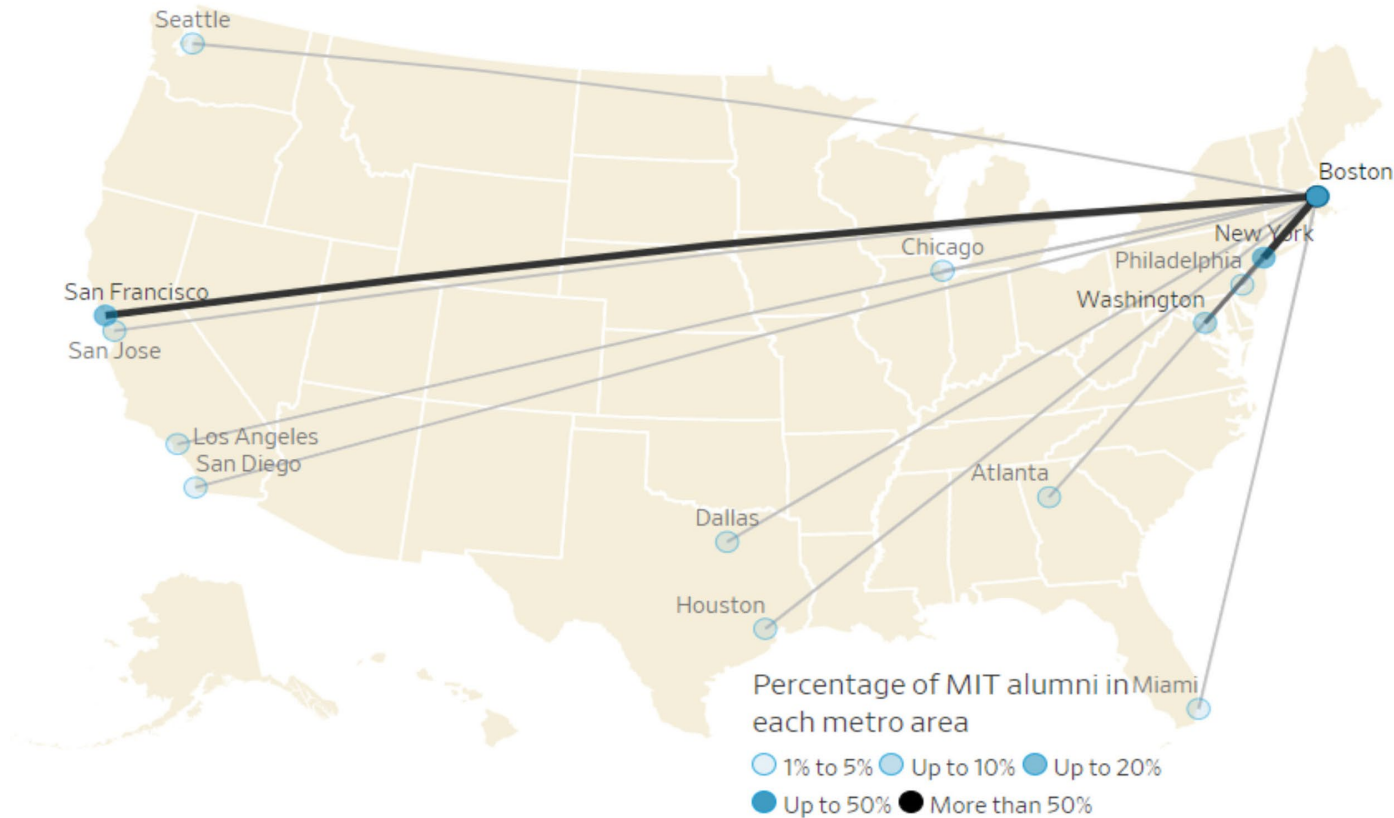 Seattle
Boston
New York
Chicago
Philadelphia
San Francisco
Washington
San Jose
Los Angeles
San Diego
Atlanta
Dallas
Houston
Miami
Percentage of MIT alumni in
each metro area
1% to 5% Up to 10% Up to 20%
Up to 50% More than 50%